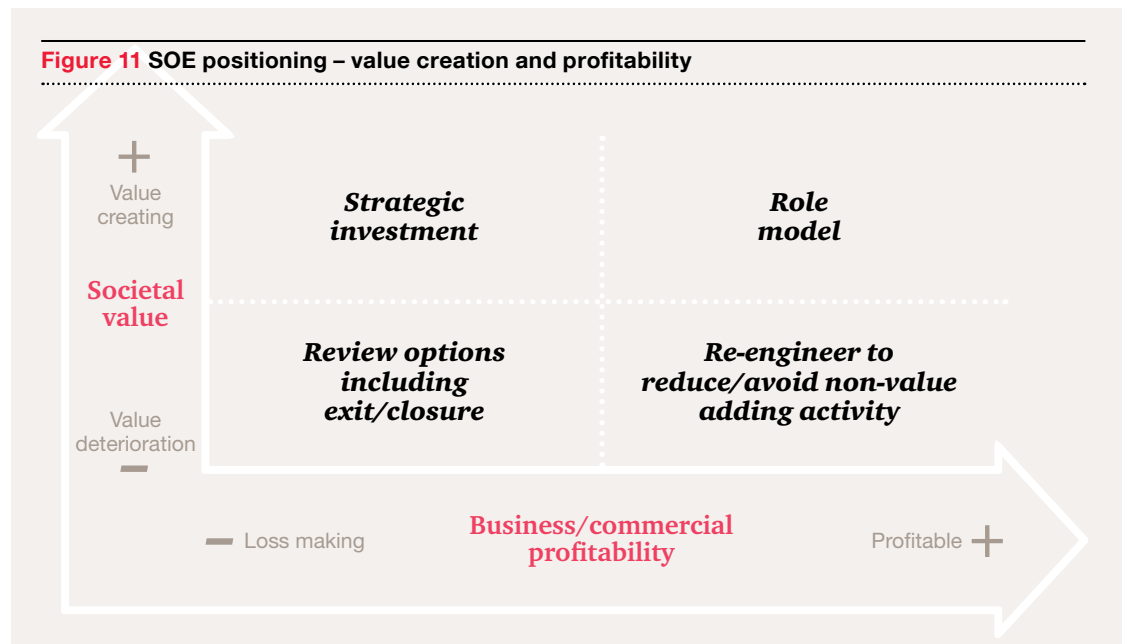 Figure 11 SOE positioning – value creation and profitability
+
Value
creating
Strategic
investment
Role
model
Societal
value
Review options
including
exit/closure
Re-engineer to
reduce/avoid non-value
adding activity
Value
deterioration
–
– Loss making
Business/commercial
profitability
Profitable +